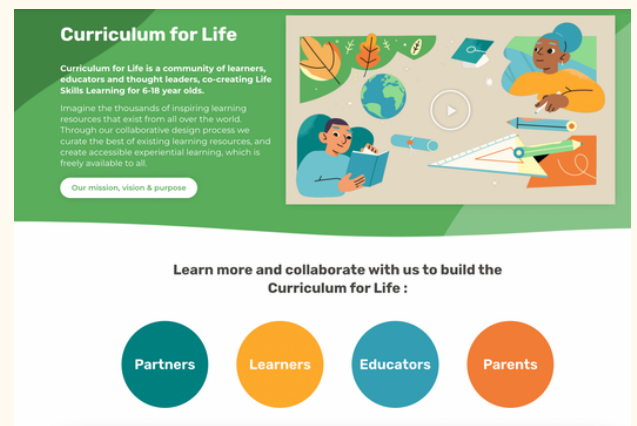 Curriculum for Life
Curriculum for Life is a community of learners,
educators and thought leaders, co-creating Life
Skills Learning for 6-18 year olds.
Imagine the thousands of inspiring learning
resources that exist from all over the world.
Through our collaborative design process we
curate the best of existing learning resources, and
create accessible experiential learning, which is
freely available to all.
Our mission, vision & purpose
Learn more and collaborate with us to build the
Curriculum for Life :
Partners
Learners
Educators
Parents